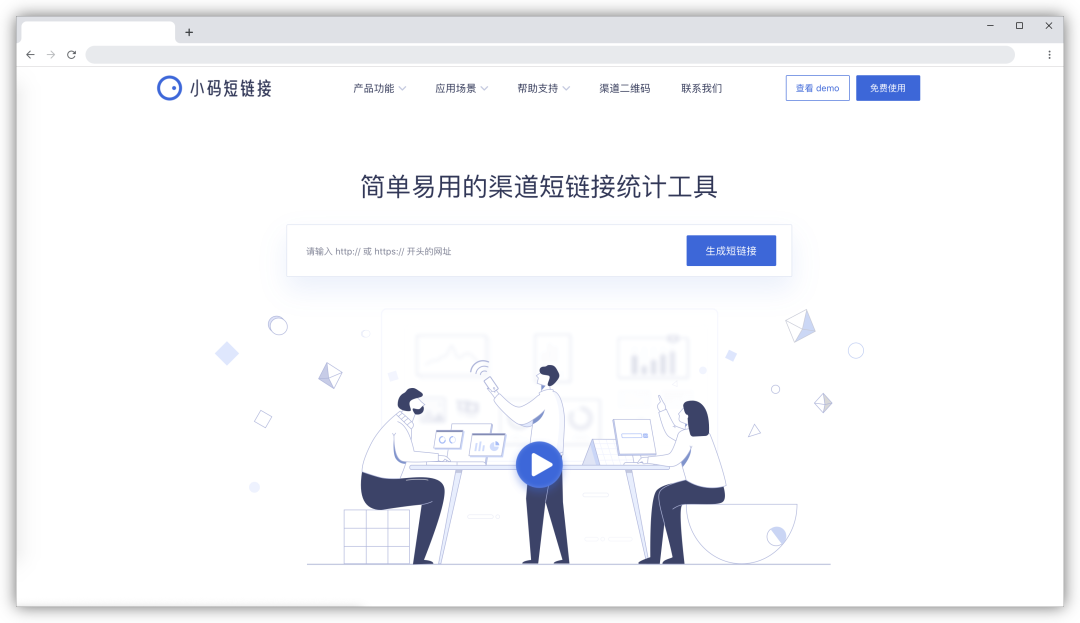 小码短链接
产品功能
应用场景
帮助支持
渠道二维码
联系我们
查看 demo
免费使用
简单易用的渠道短链接统计工具
请输入 http:// 或 https:// 开头的网址
生成短链接